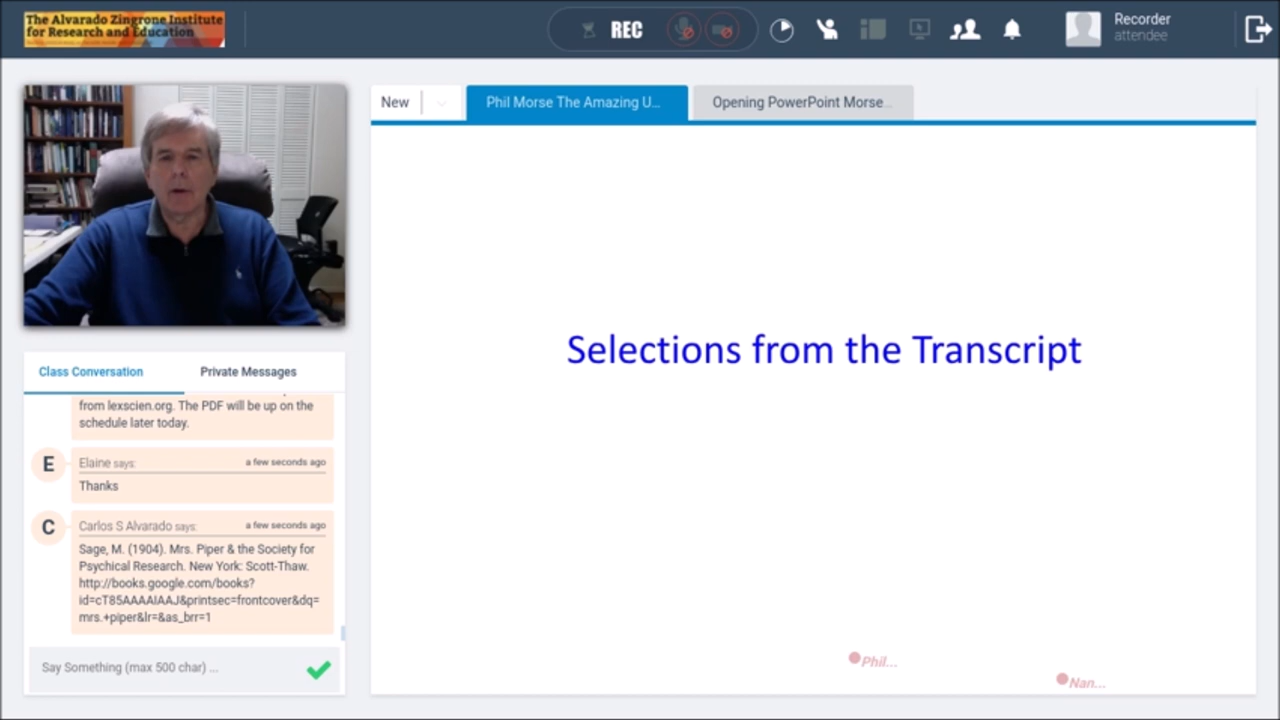 The Alvarado Zingrone Institute
for Research and Education
REC
Recorder
attendee
New
Phil Morse The Amazing U...
Opening PowerPoint Morse...
Selections from the Transcript
Class Conversation
Private Messages
from lexscien.org. The PDF will be up on the
schedule later today.
E
Elaine says:
a few seconds ago
Thanks
C
Carlos S Alvarado says:
a few seconds ago
Sage, M. (1904). Mrs. Piper & the Society for
Psychical Research. New York: Scott-Thaw.
http://books.google.com/books?
id=cT85AAAAIAAJ&printsec=frontcover&dq=
mrs.+piper&lr=&as_brr=1
Say Something (max 500 char) ...
Phil...
Nan...